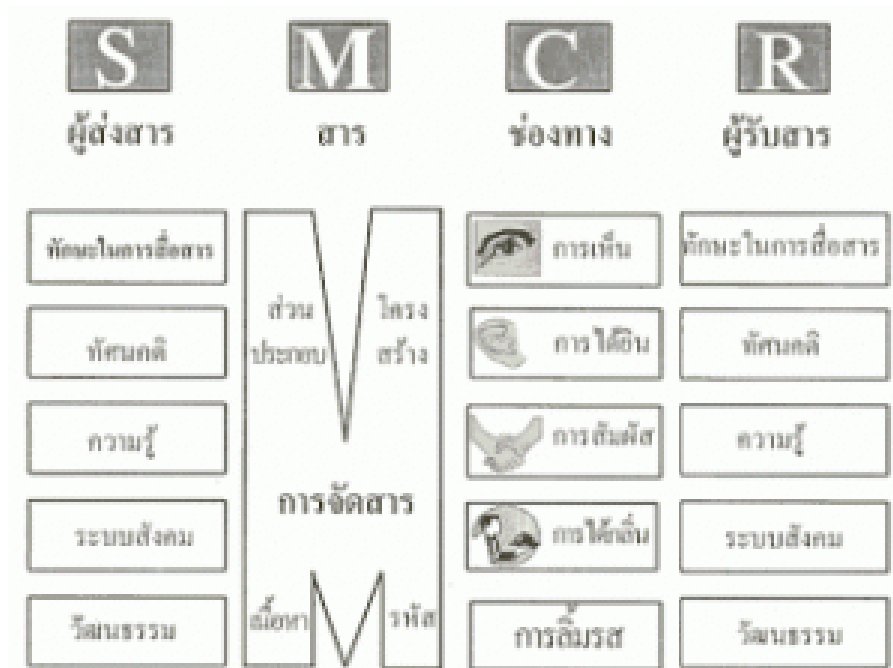 S M C R
ผู้ส่งสาร สาร ช่องทาง ผู้รับสาร
ทักษะในการสื่อสาร
ทัศนคติ
ความรู้
ระบบสังคม
วัฒนธรรม
ส่วน
ประกอบ
โครง
สร้าง
การจัดสาร
เนื้อหา
รหัส
การเห็น
การได้ยิน
การสัมผัส
การได้กลิ่น
การลิ้มรส
ทักษะในการสื่อสาร
ทัศนคติ
ความรู้
ระบบสังคม
วัฒนธรรม